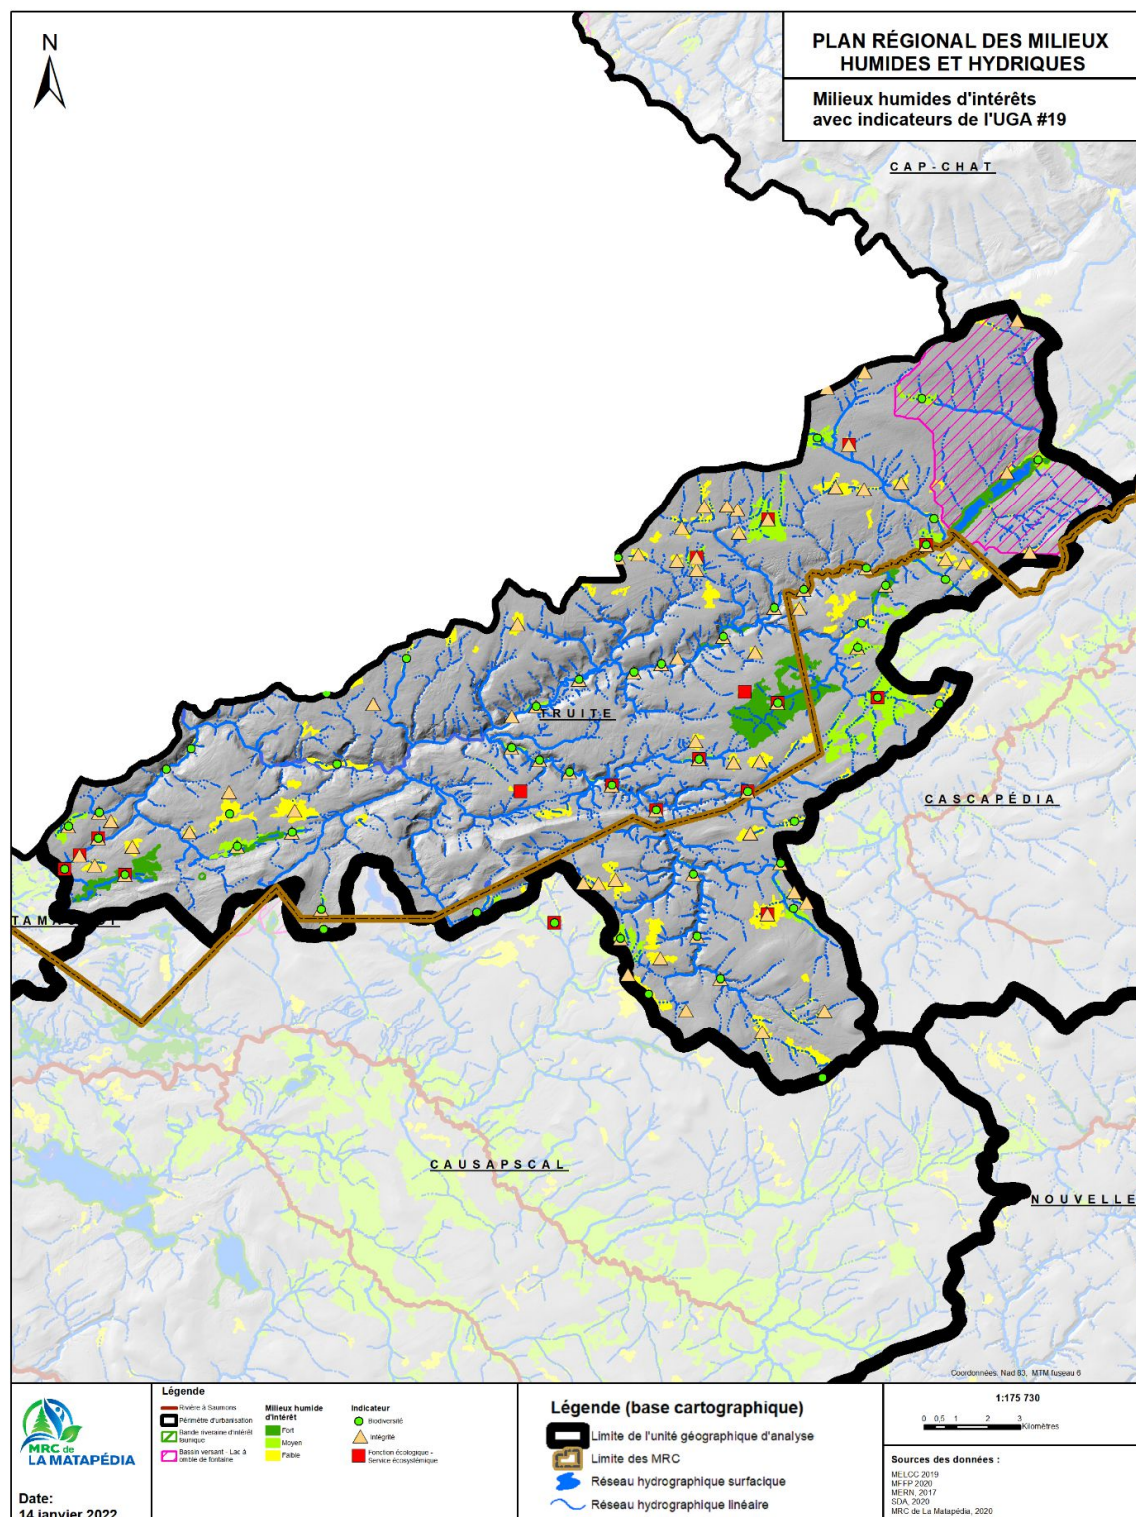 PLAN RÉGIONAL DES MILIEUX
HUMIDES ET HYDRIQUES
Milieux humides d'intérêts
avec indicateurs de l'UGA #19
N
CAP-CHAT
TRUITE
CASCAPÉDIA
CAUSAPSCAL
NOUVELLE
Coordonnées: Nad 83, MTM fuseau 6
MRC de
LA MATAPÉDIA
Date:
14 janvier 2022
Légende
Rivière à Saumons
Périmètre d'urbanisation
Bande riveraine d'intérêt
faunique
Bassin versant - Lac à
omble de fontaine
Milieux humide
d'intérêt
Fort
Moyen
Faible
Indicateur
Biodiversité
Intégrité
Fonction écologique -
Service écosystémique
Légende (base cartographique)
Limite de l'unité géographique d'analyse
Limite des MRC
Réseau hydrographique surfacique
Réseau hydrographique linéaire
1:175 730
0 0,5 1 2 3
Kilomètres
Sources des données :
MELCC 2019
MFFP 2020
MERN, 2017
SDA, 2020
MRC de La Matapédia, 2020